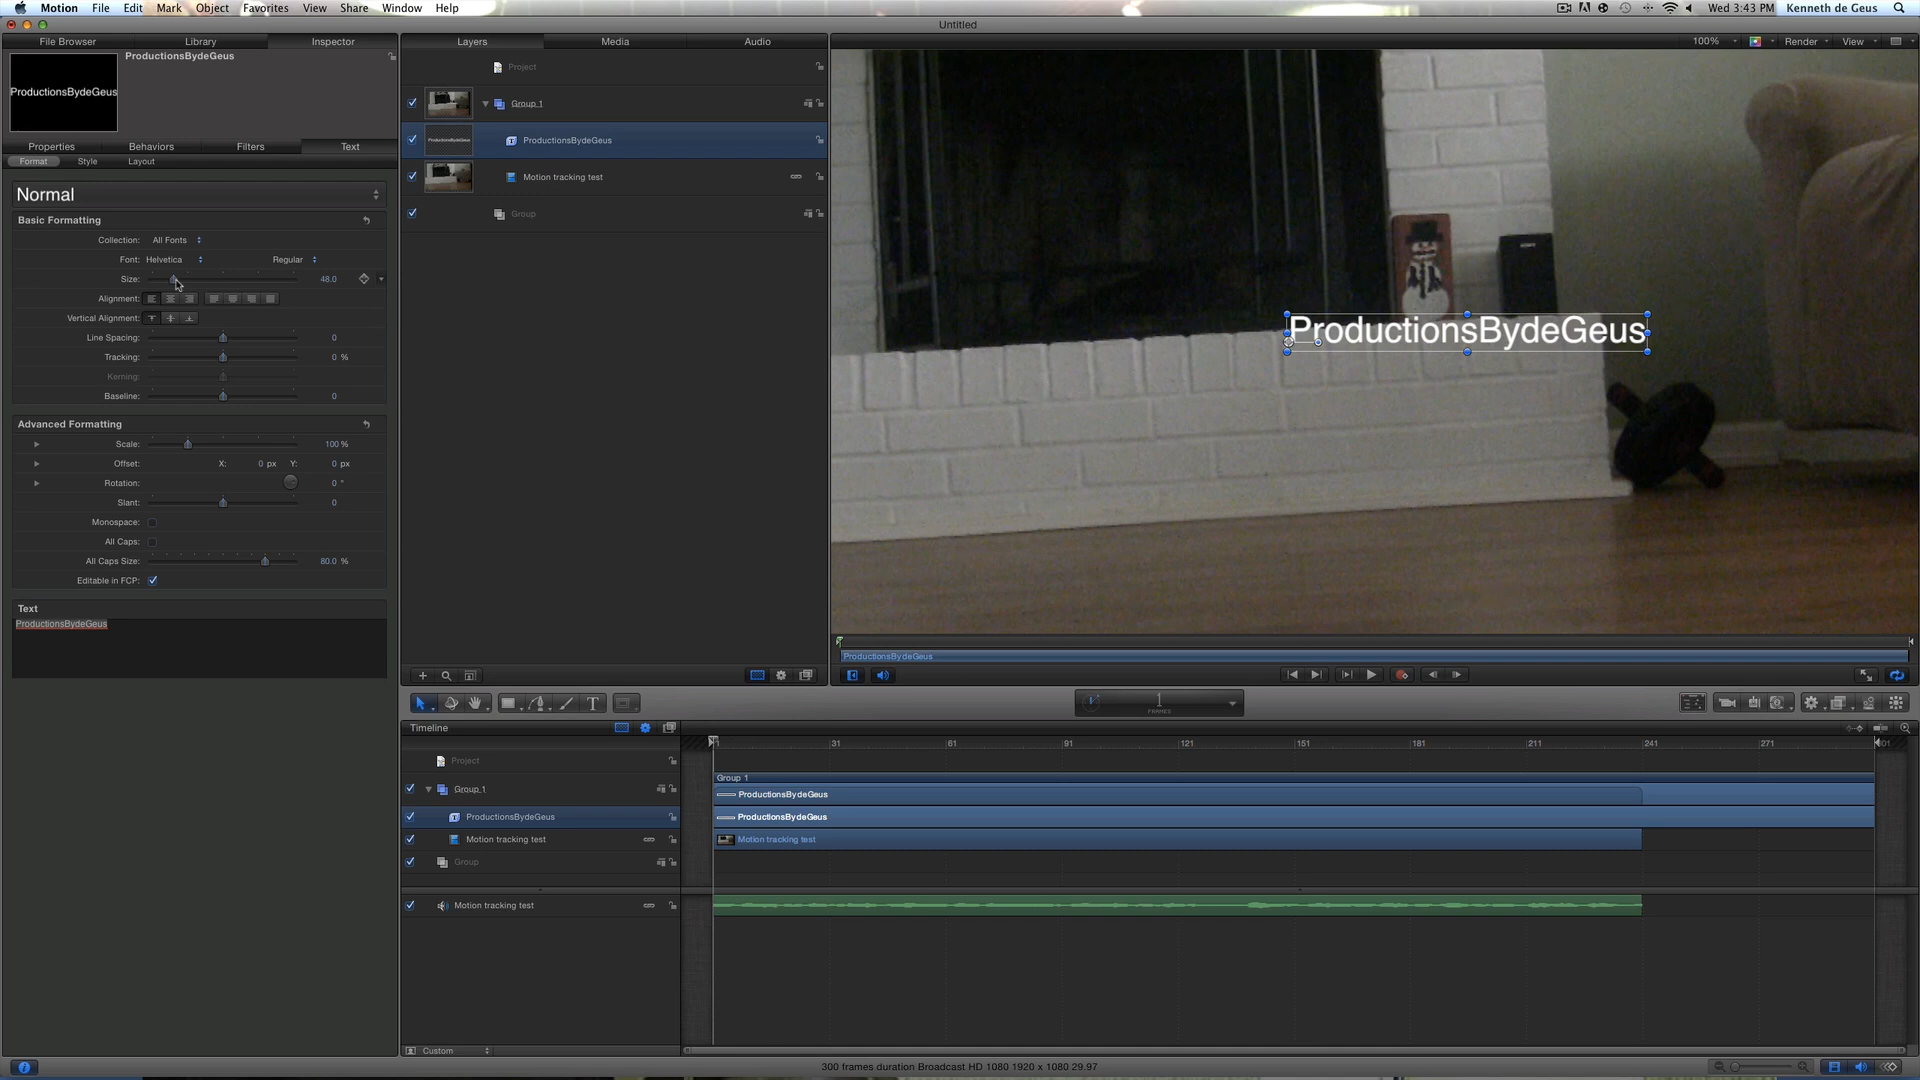 Motion File Edit Mark Object Favorites View Share Window Help
Wed 3:43 PM Kenneth de Geus
Untitled
File Browser Library Inspector
ProductionsBydeGeus
ProductionsBydeGeus
Properties Behaviors Filters Text
Format Style Layout
Normal
Basic Formatting
Collection: All Fonts
Font: Helvetica Regular
Size: 48.0
Alignment:
Vertical Alignment:
Line Spacing: 0
Tracking: 0 %
Kerning:
Baseline: 0
Advanced Formatting
Scale: 100 %
Offset: X: 0 px Y: 0 px
Rotation: 0 °
Slant: 0
Monospace:
All Caps:
All Caps Size: 80.0 %
Editable in FCP:
Text
ProductionsBydeGeus
Layers Media Audio
Project
Group 1
ProductionsBydeGeus
Motion tracking test
Group
100% Render View
SONY
ProductionsBydeGeus
ProductionsBydeGeus
T
1
FRAMES
Timeline
1 31 61 91 121 151 181 211 241 271
Project
Group 1
ProductionsBydeGeus
Motion tracking test
Group
Motion tracking test
Group 1
ProductionsBydeGeus
ProductionsBydeGeus
Motion tracking test
Custom
300 frames duration Broadcast HD 1080 1920 x 1080 29.97